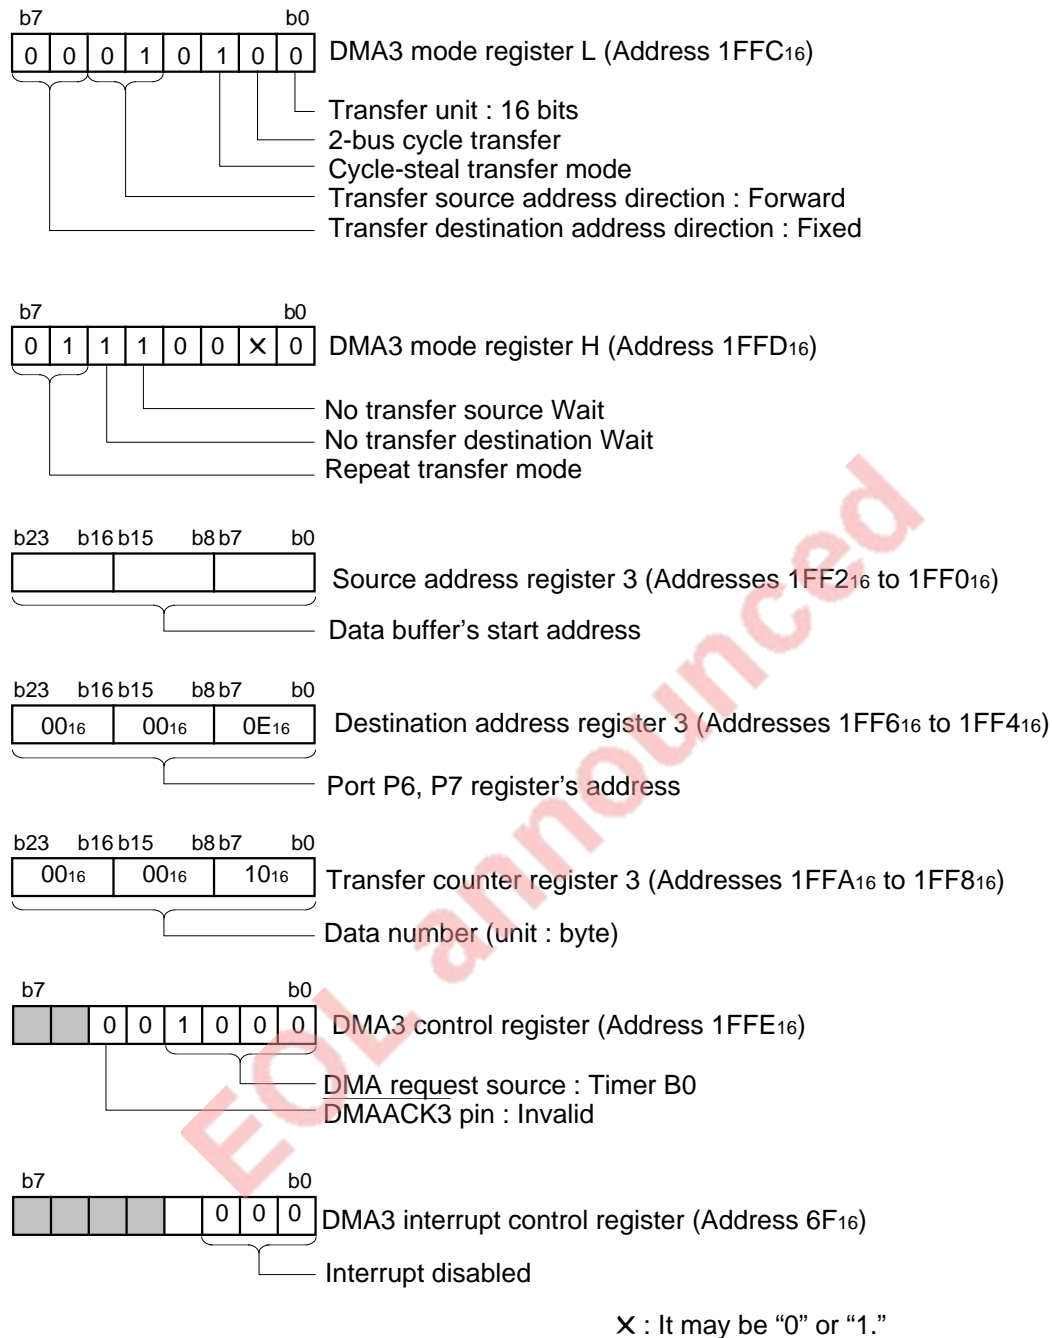 b7 b0
0 0 0 1 0 1 0 0 DMA3 mode register L (Address 1FFC16)
Transfer unit : 16 bits
2-bus cycle transfer
Cycle-steal transfer mode
Transfer source address direction : Forward
Transfer destination address direction : Fixed
b7 b0
0 1 1 1 0 0 X 0 DMA3 mode register H (Address 1FFD16)
No transfer source Wait
No transfer destination Wait
Repeat transfer mode
b23 b16 b15 b8 b7 b0
Source address register 3 (Addresses 1FF216 to 1FF016)
Data buffer's start address
b23 b16 b15 b8 b7 b0
0016 0016 0E16 Destination address register 3 (Addresses 1FF616 to 1FF416)
Port P6, P7 register's address
b23 b16 b15 b8 b7 b0
0016 0016 1016 Transfer counter register 3 (Addresses 1FFA16 to 1FF816)
Data number (unit : byte)
b7 b0
0 0 1 0 0 0 DMA3 control register (Address 1FFE16)
DMA request source : Timer B0
DMAACK3 pin : Invalid
b7 b0
0 0 0 DMA3 interrupt control register (Address 6F16)
Interrupt disabled
X : It may be “0” or “1.”
EOL announced